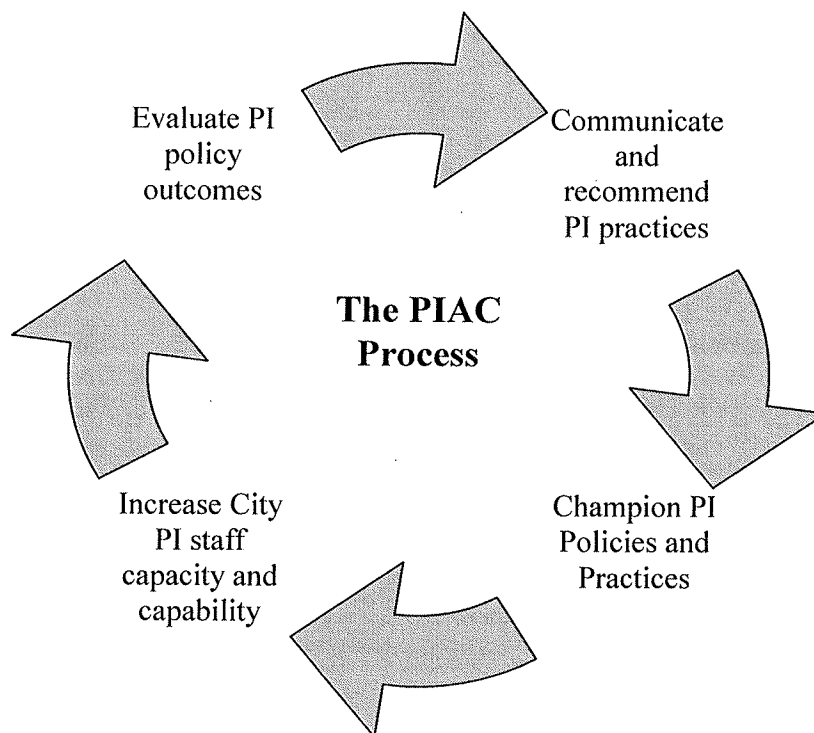 Evaluate PI
policy
outcomes
Communicate
and
recommend
PI practices
The PIAC
Process
Increase City
PI staff
capacity and
capability
Champion PI
Policies and
Practices